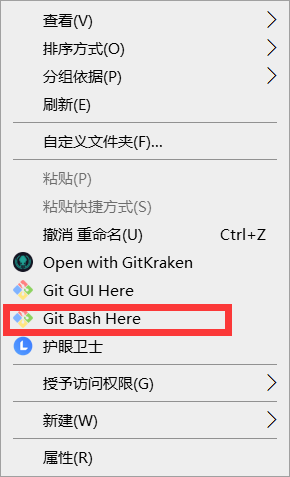 查看(V)
排序方式(O)
分组依据(P)
刷新(E)
自定义文件夹(F)...
粘贴(P)
粘贴快捷方式(S)
撤消 重命名(U) Ctrl+Z
Open with GitKraken
Git GUI Here
Git Bash Here
护眼卫士
授予访问权限(G)
新建(W)
属性(R)